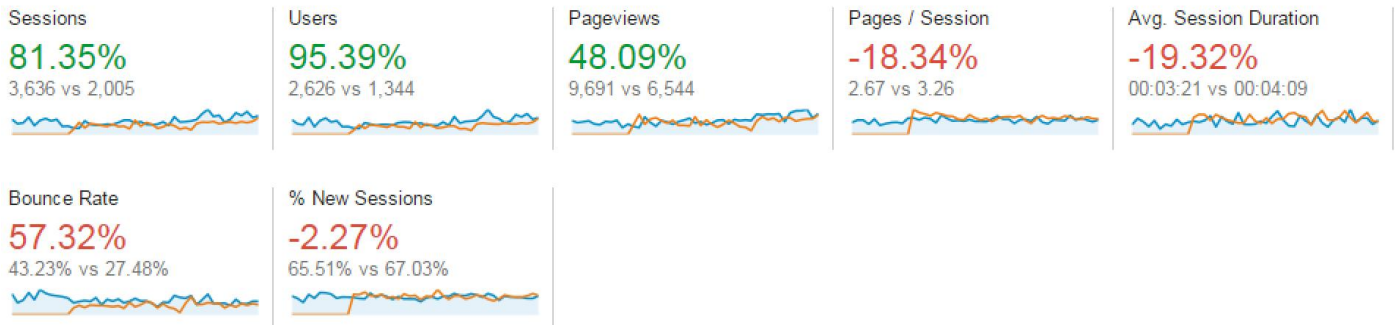 Sessions
81.35%
3,636 vs 2,005
Users
95.39%
2,626 vs 1,344
Pageviews
48.09%
9,691 vs 6,544
Pages / Session
-18.34%
2.67 vs 3.26
Avg. Session Duration
-19.32%
00:03:21 vs 00:04:09
Bounce Rate
57.32%
43.23% vs 27.48%
% New Sessions
-2.27%
65.51% vs 67.03%